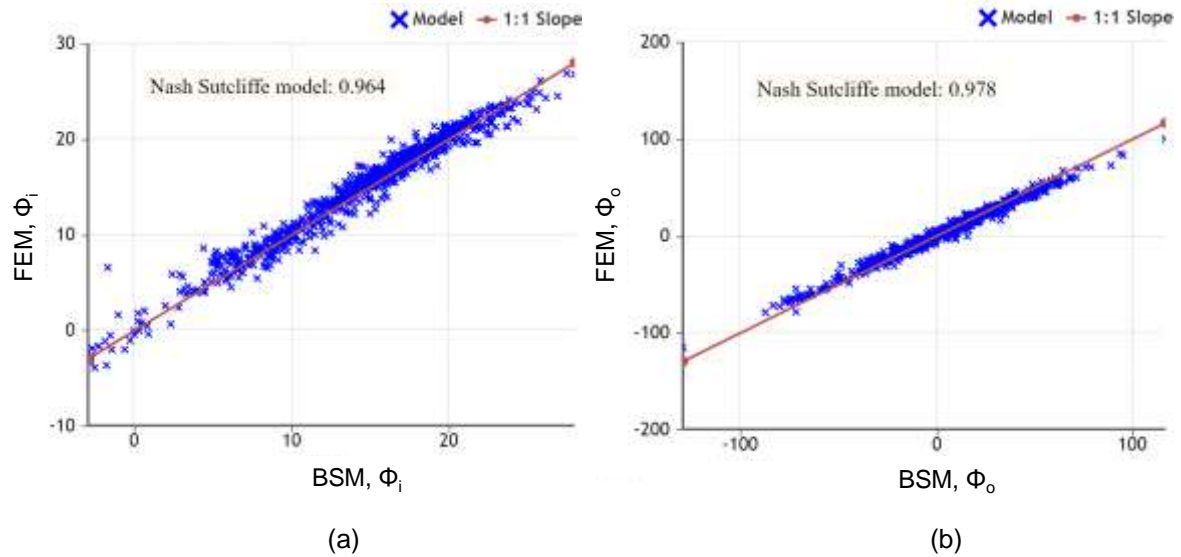 Model 1:1 Slope
30
Nash Sutcliffe model: 0.964
20
10
0
-10
FEM, Φi
0 10 20
BSM, Φi
(a)
Model 1:1 Slope
200
Nash Sutcliffe model: 0.978
100
0
-100
-200
FEM, Φo
-100 0 100
BSM, Φo
(b)